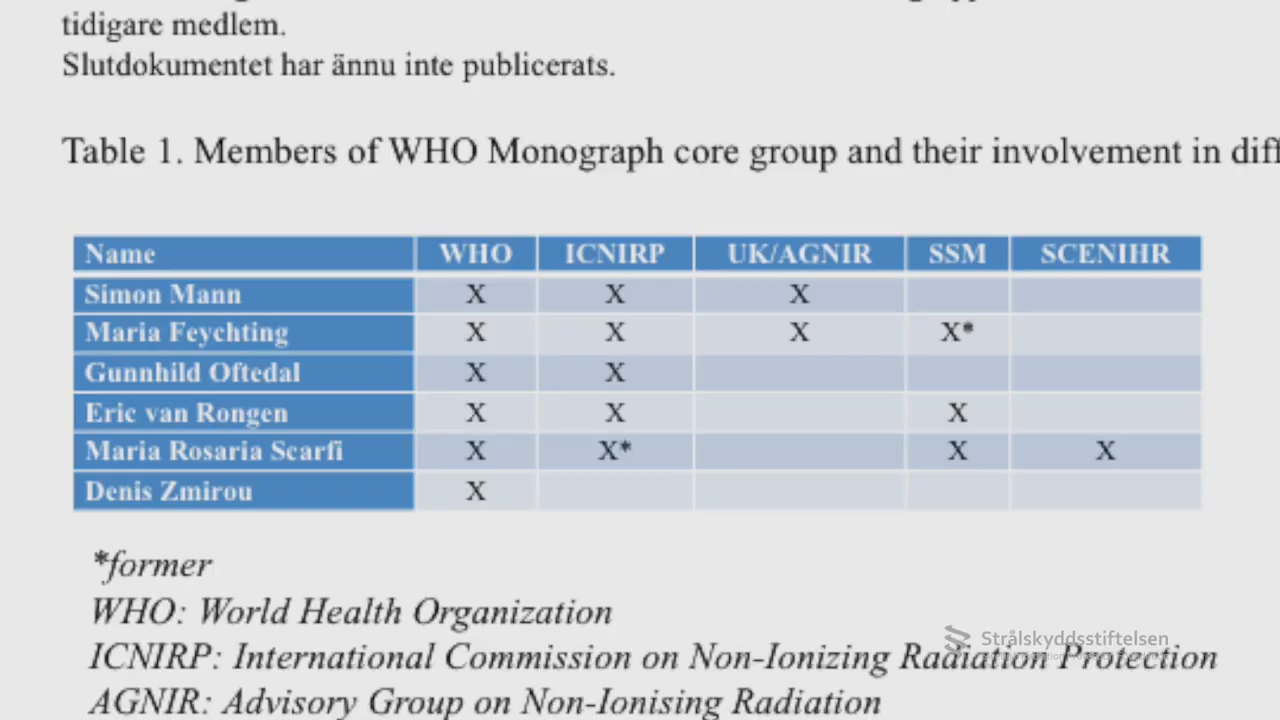 tidigare medlem.
Slutdokumentet har ännu inte publicerats.
Table 1. Members of WHO Monograph core group and their involvement in
Name WHO ICNIRP UK/AGNIR SSM SCENIHR
Simon Mann X X X
Maria Feychting X X X X*
Gunnhild Oftedal X X
Eric van Rongen X X X
Maria Rosaria Scarfi X X* X X
Denis Zmirou X
*former
WHO: World Health Organization
Strålskyddsstiftelsen
ICNIRP: International Commission on Non-Ionizing Radiation Protection
AGNIR: Advisory Group on Non-Ionising Radiation